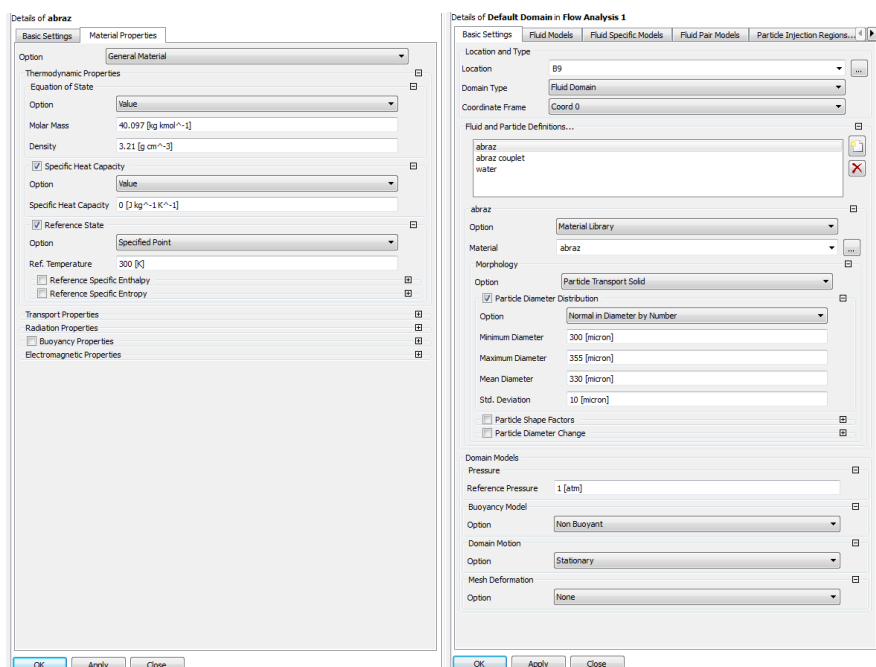 Details of abraz
Basic Settings Material Properties
Option General Material
Thermodynamic Properties
Equation of State
Option Value
Molar Mass 40.097 [kg kmol^-1]
Density 3.21 [g cm^-3]
Specific Heat Capacity
Option Value
Specific Heat Capacity 0 [J kg^-1 K^-1]
Reference State
Option Specified Point
Ref. Temperature 300 [K]
Reference Specific Enthalpy
Reference Specific Entropy
Transport Properties
Radiation Properties
Buoyancy Properties
Electromagnetic Properties
OK Apply Close
Details of Default Domain in Flow Analysis 1
Basic Settings Fluid Models Fluid Specific Models Fluid Pair Models Particle Injection Regions...
Location and Type
Location B9 ...
Domain Type Fluid Domain
Coordinate Frame Coord 0
Fluid and Particle Definitions...
abraz
abraz couplet
water
abraz
Option Material Library
Material abraz ...
Morphology
Option Particle Transport Solid
Particle Diameter Distribution
Option Normal in Diameter by Number
Minimum Diameter 300 [micron]
Maximum Diameter 355 [micron]
Mean Diameter 330 [micron]
Std. Deviation 10 [micron]
Particle Shape Factors
Particle Diameter Change
Domain Models
Pressure
Reference Pressure 1 [atm]
Buoyancy Model
Option Non Buoyant
Domain Motion
Option Stationary
Mesh Deformation
Option None
OK Apply Close